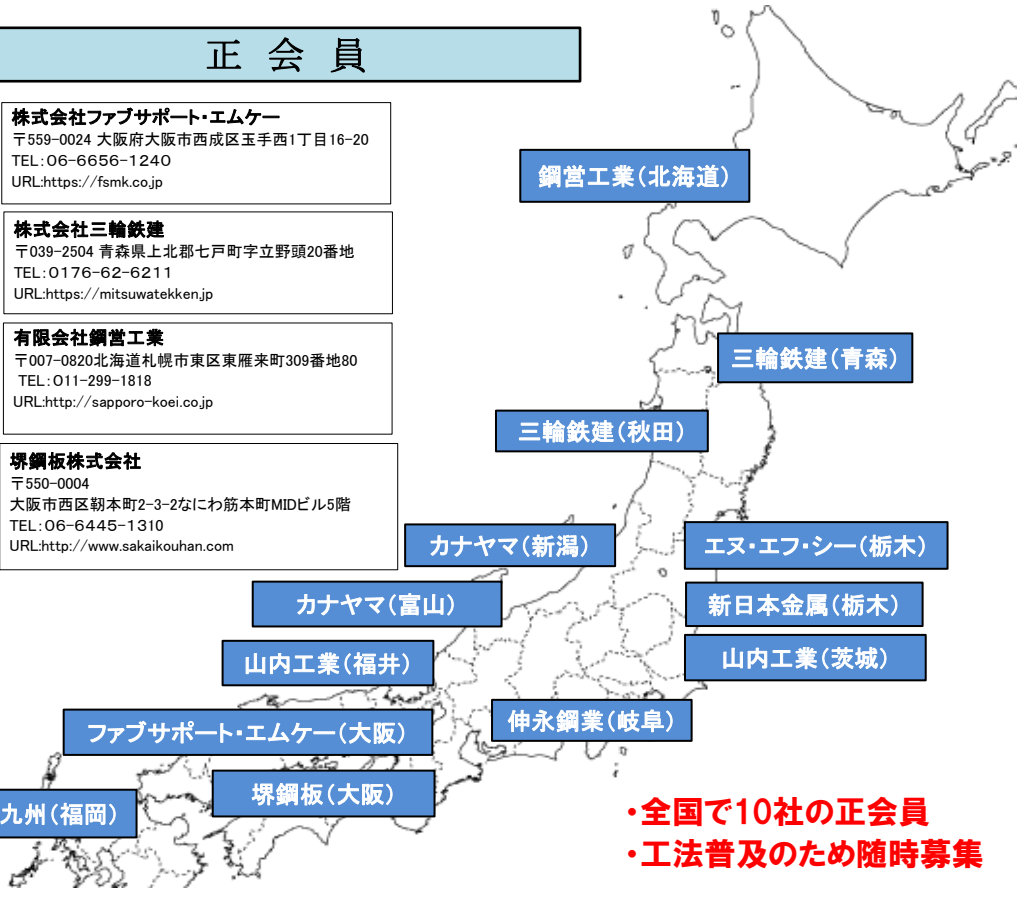 正会員
株式会社ファブサポート・エムケー
〒559-0024 大阪府大阪市西成区玉手西1丁目16-20
TEL：06-6656-1240
URL:https://fsmk.co.jp
株式会社三輪鉄建
〒039-2504 青森県上北郡七戸町字立野頭20番地
TEL：0176-62-6211
URL:https://mitsuwatekken.jp
有限会社鋼営工業
〒007-0820北海道札幌市東区東雁来町309番地80
TEL：011-299-1818
URL:http://sapporo-koei.co.jp
堺鋼板株式会社
〒550-0004
大阪市西区靭本町2-3-2なにわ筋本町MIDビル5階
TEL：06-6445-1310
URL:http://www.sakaikouhan.com
鋼営工業（北海道）
三輪鉄建（青森）
三輪鉄建（秋田）
カナヤマ（新潟）
エヌ・エフ・シー（栃木）
カナヤマ（富山）
新日本金属（栃木）
山内工業（福井）
山内工業（茨城）
ファブサポート・エムケー（大阪）
伸永鋼業（岐阜）
堺鋼板（大阪）
九州（福岡）
・全国で10社の正会員
・工法普及のため随時募集